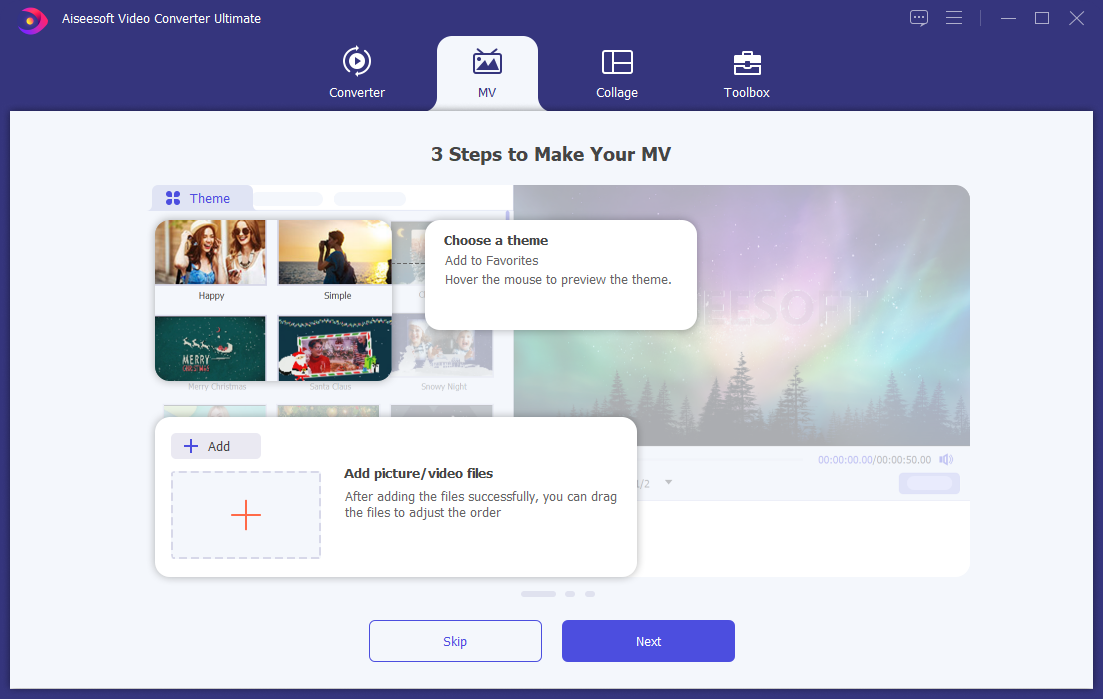 Aiseesoft Video Converter Ultimate
Converter
MV
Collage
Toolbox
3 Steps to Make Your MV
Theme
Choose a theme
Add to Favorites
Hover the mouse to preview the theme.
AISEESOFT
Happy
Simple
MERRY
CHRISTMAS
Merry Christmas
Santa Claus
Snowy Night
Add
Add picture/video files
After adding the files successfully, you can drag
the files to adjust the order
00:00:00.00/00:00:50.00
1/2
Skip
Next